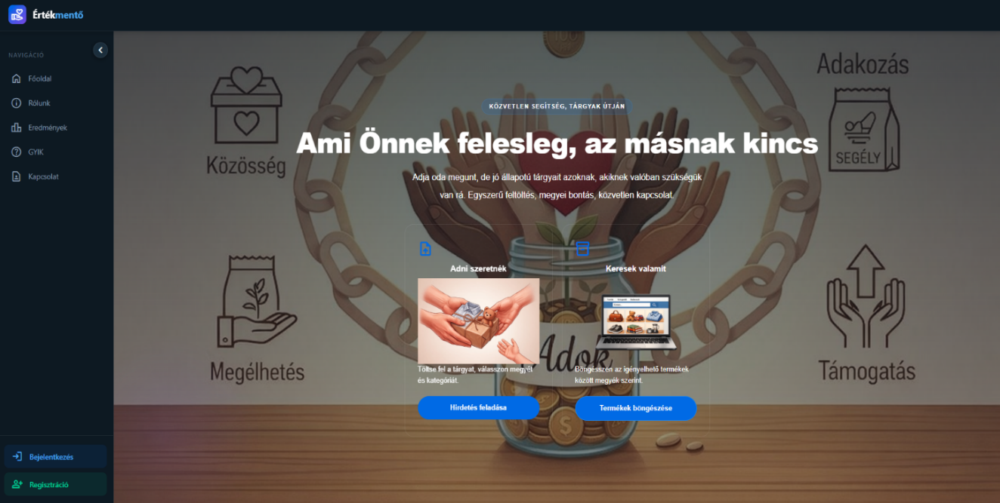 Értékmentő
NAVIGÁCIÓ
Főoldal
Rólunk
Eredmények
GYIK
Kapcsolat
Bejelentkezés
Regisztráció
100
Közösség
Adakozás
SEGÉLY
Megélhetés
Támogatás
KÖZVETLEN SEGÍTSÉG, TÁRGYAK ÚTJÁN
Ami Önnek felesleg, az másnak kincs
Adja oda megunt, de jó állapotú tárgyait azoknak, akiknek valóban szükségük
van rá. Egyszerű feltöltés, megyei bontás, közvetlen kapcsolat.
Adni szeretnék
Töltse fel a tárgyat, válasszon megyét
és kategóriát.
Hirdetés feladása
Keresek valamit
Böngésszen az igényelhető termékek
között megyék szerint.
Termékek böngészése
Adok